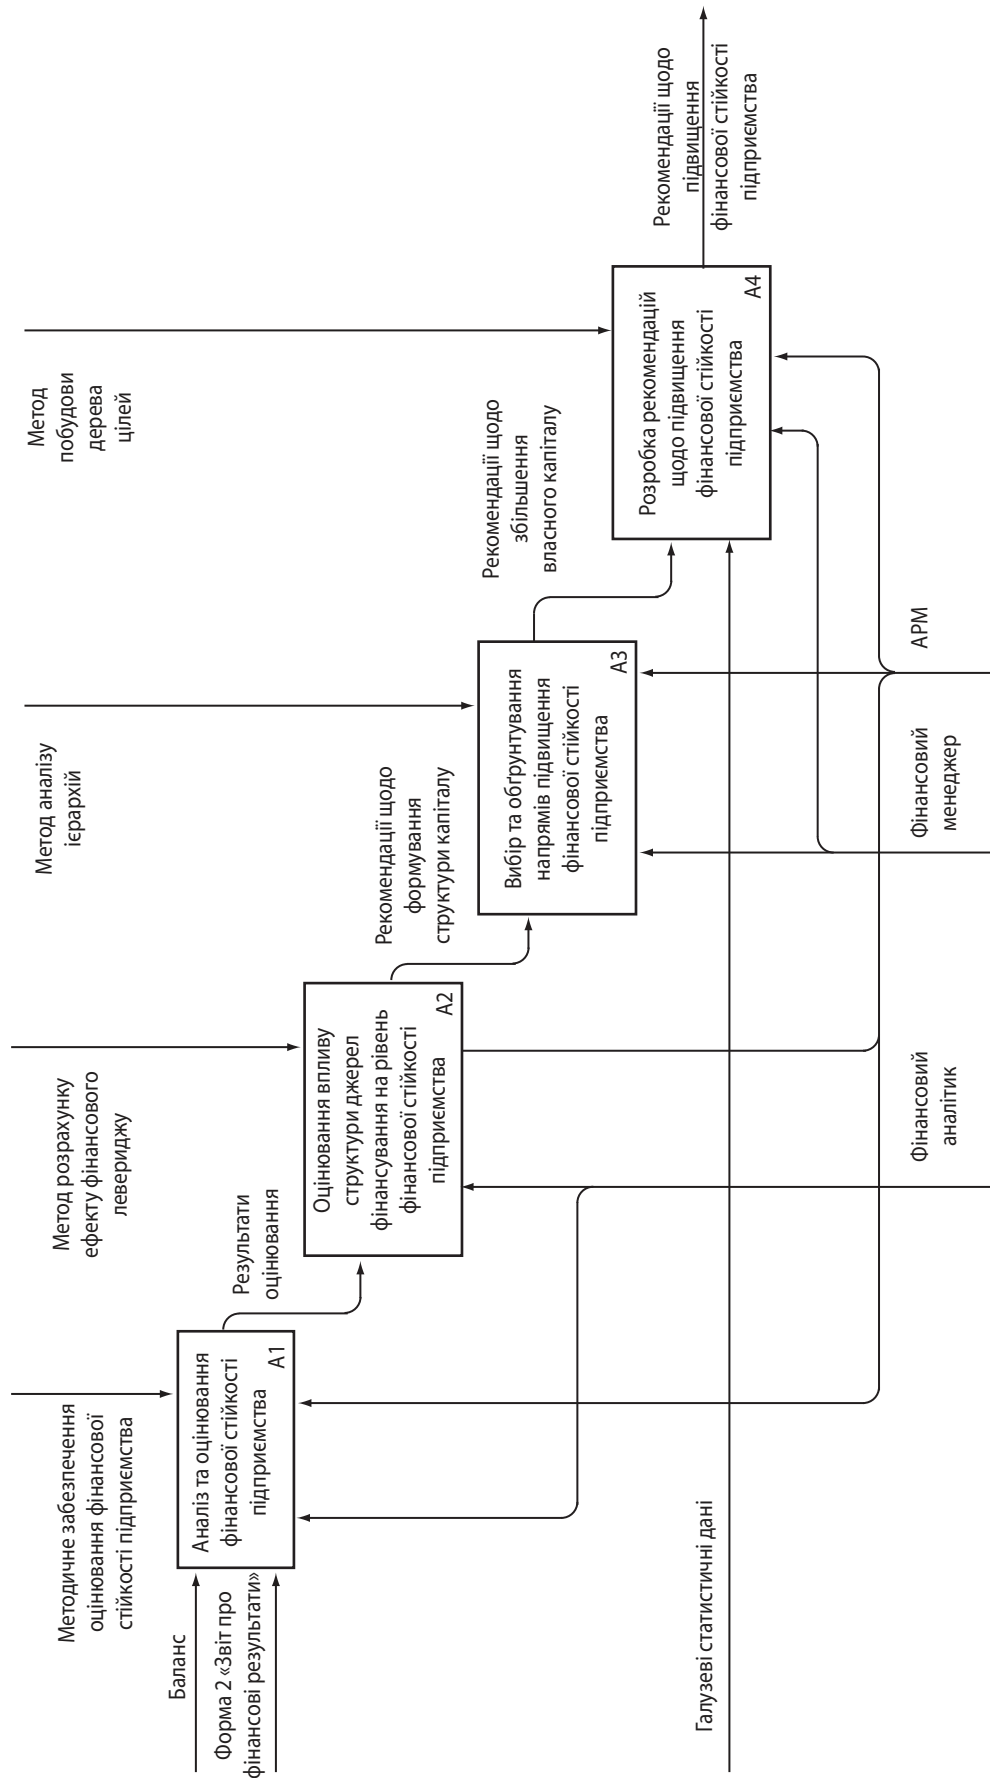 Методичне забезпечення
оцінювання фінансової
стійкості підприємства
Метод розрахунку
ефекту фінансового
левериджу
Метод аналізу
ієрархій
Метод
побудови
дерева
цілей
Баланс
Форма 2 «Звіт про
фінансові результати»
Аналіз та оцінювання
фінансової стійкості
підприємства
А1
Результати
оцінювання
Оцінювання впливу
структури джерел
фінансування на рівень
фінансової стійкості
підприємства
А2
Рекомендації щодо
формування
структури капіталу
Вибір та обґрунтування
напрямів підвищення
фінансової стійкості
підприємства
А3
Рекомендації щодо
збільшення
власного капіталу
Розробка рекомендацій
щодо підвищення
фінансової стійкості
підприємства
А4
Рекомендації щодо
підвищення
фінансової стійкості
підприємства
Галузеві статистичні дані
Фінансовий
аналітик
Фінансовий
менеджер
АРМ